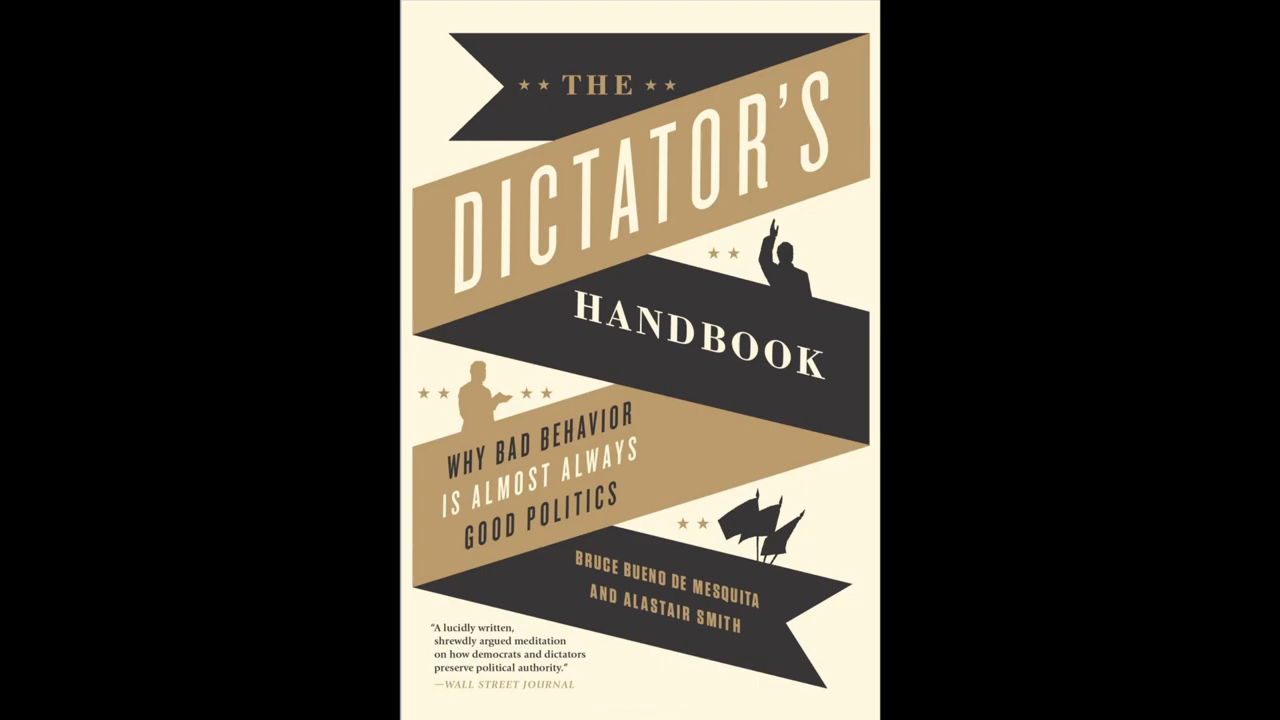 THE
DICTATOR'S
HANDBOOK
WHY BAD BEHAVIOR
IS ALMOST ALWAYS
GOOD POLITICS
BRUCE BUENO DE MESQUITA
AND ALASTAIR SMITH
“A lucidly written,
shrewdly argued meditation
on how democrats and dictators
preserve political authority.”
—WALL STREET JOURNAL